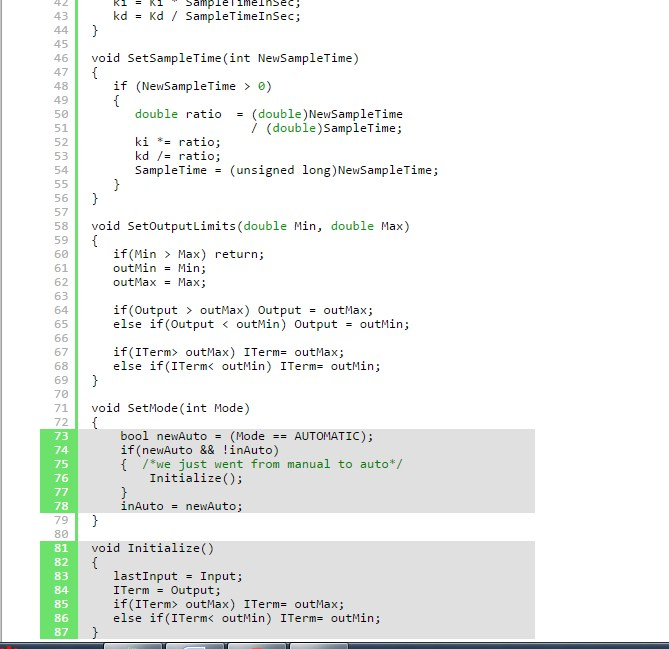 42 ki = Ki * SampleTimeInSec;
43 kd = Kd / SampleTimeInSec;
44 }
45
46 void SetSampleTime(int NewSampleTime)
47 {
48 if (NewSampleTime > 0)
49 {
50 double ratio = (double)NewSampleTime
51 / (double)SampleTime;
52 ki *= ratio;
53 kd /= ratio;
54 SampleTime = (unsigned long)NewSampleTime;
55 }
56 }
57
58 void SetOutputLimits(double Min, double Max)
59 {
60 if(Min > Max) return;
61 outMin = Min;
62 outMax = Max;
63
64 if(Output > outMax) Output = outMax;
65 else if(Output < outMin) Output = outMin;
66
67 if(ITerm> outMax) ITerm= outMax;
68 else if(ITerm< outMin) ITerm= outMin;
69 }
70
71 void SetMode(int Mode)
72 {
73 bool newAuto = (Mode == AUTOMATIC);
74 if(newAuto && !inAuto)
75 { /*we just went from manual to auto*/
76 Initialize();
77 }
78 inAuto = newAuto;
79 }
80
81 void Initialize()
82 {
83 lastInput = Input;
84 ITerm = Output;
85 if(ITerm> outMax) ITerm= outMax;
86 else if(ITerm< outMin) ITerm= outMin;
87 }